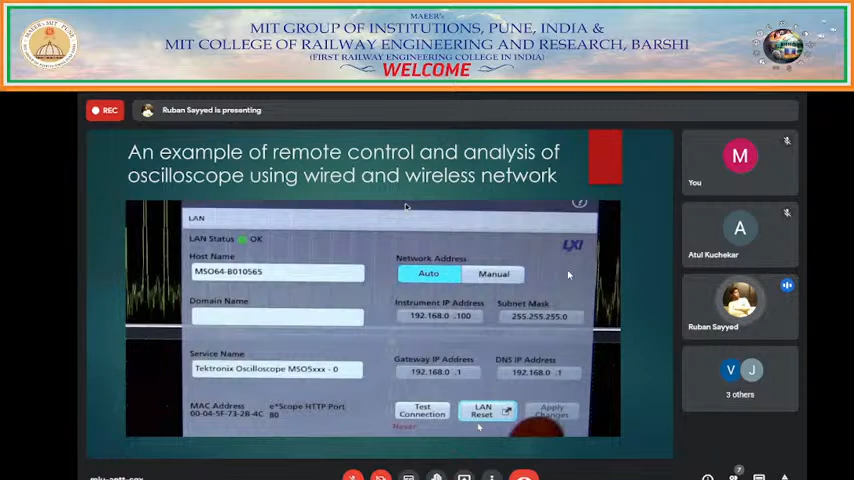 MAEER's
MIT GROUP OF INSTITUTIONS, PUNE, INDIA &
MIT COLLEGE OF RAILWAY ENGINEERING AND RESEARCH, BARSHI
(FIRST RAILWAY ENGINEERING COLLEGE IN INDIA)
WELCOME
REC
Ruban Sayyed is presenting
An example of remote control and analysis of
oscilloscope using wired and wireless network
LAN
LAN Status OK
LXI
Host Name
MSO64-B010565
Network Address
Auto Manual
Domain Name
Instrument IP Address
192.168.0 .100
Subnet Mask
255.255.255.0
Service Name
Tektronix Oscilloscope MSO5xxx - 0
Gateway IP Address
192.168.0 .1
DNS IP Address
192.168.0 .1
MAC Address
00-04-5F-73-2B-4C
e*Scope HTTP Port
80
Test
Connection
LAN
Reset
Apply
Changes
Never
M
You
A
Atul Kuchekar
Ruban Sayyed
V J
3 others
7